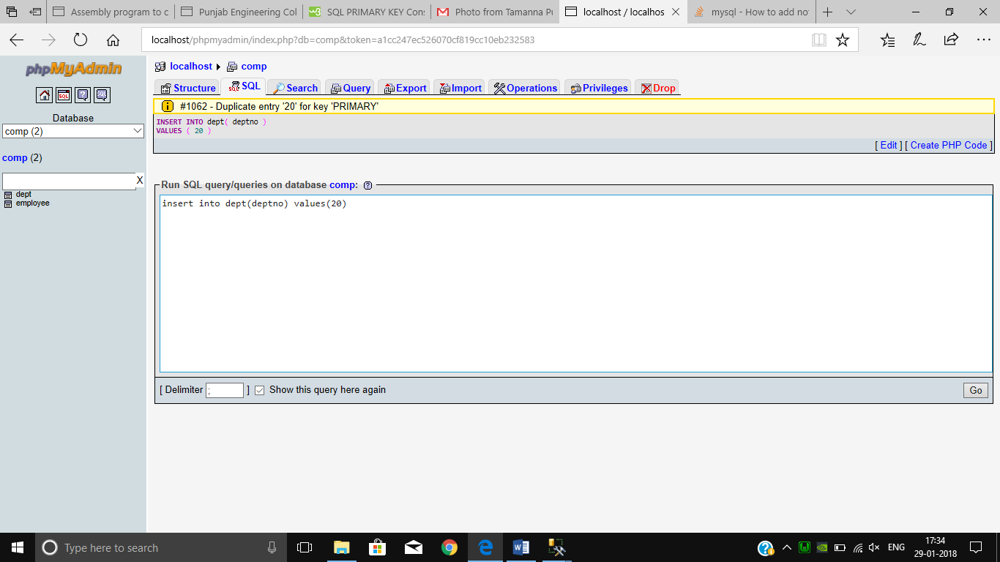 Assembly program to c
Punjab Engineering Col
w3 SQL PRIMARY KEY Cons
Photo from Tamanna Pu
localhost / localhos
mysql - How to add no
localhost/phpmyadmin/index.php?db=comp&token=a1cc247ec526070cf819cc10eb232583
phpMyAdmin
SQL
Database
comp (2)
comp (2)
X
dept
employee
localhost
comp
Structure
SQL
Search
Query
Export
Import
Operations
Privileges
Drop
#1062 - Duplicate entry '20' for key 'PRIMARY'
INSERT INTO dept( deptno )
VALUES ( 20 )
[ Edit ] [ Create PHP Code ]
Run SQL query/queries on database comp:
insert into dept(deptno) values(20)
[ Delimiter ; ] Show this query here again
Go
Type here to search
ENG
17:34
29-01-2018